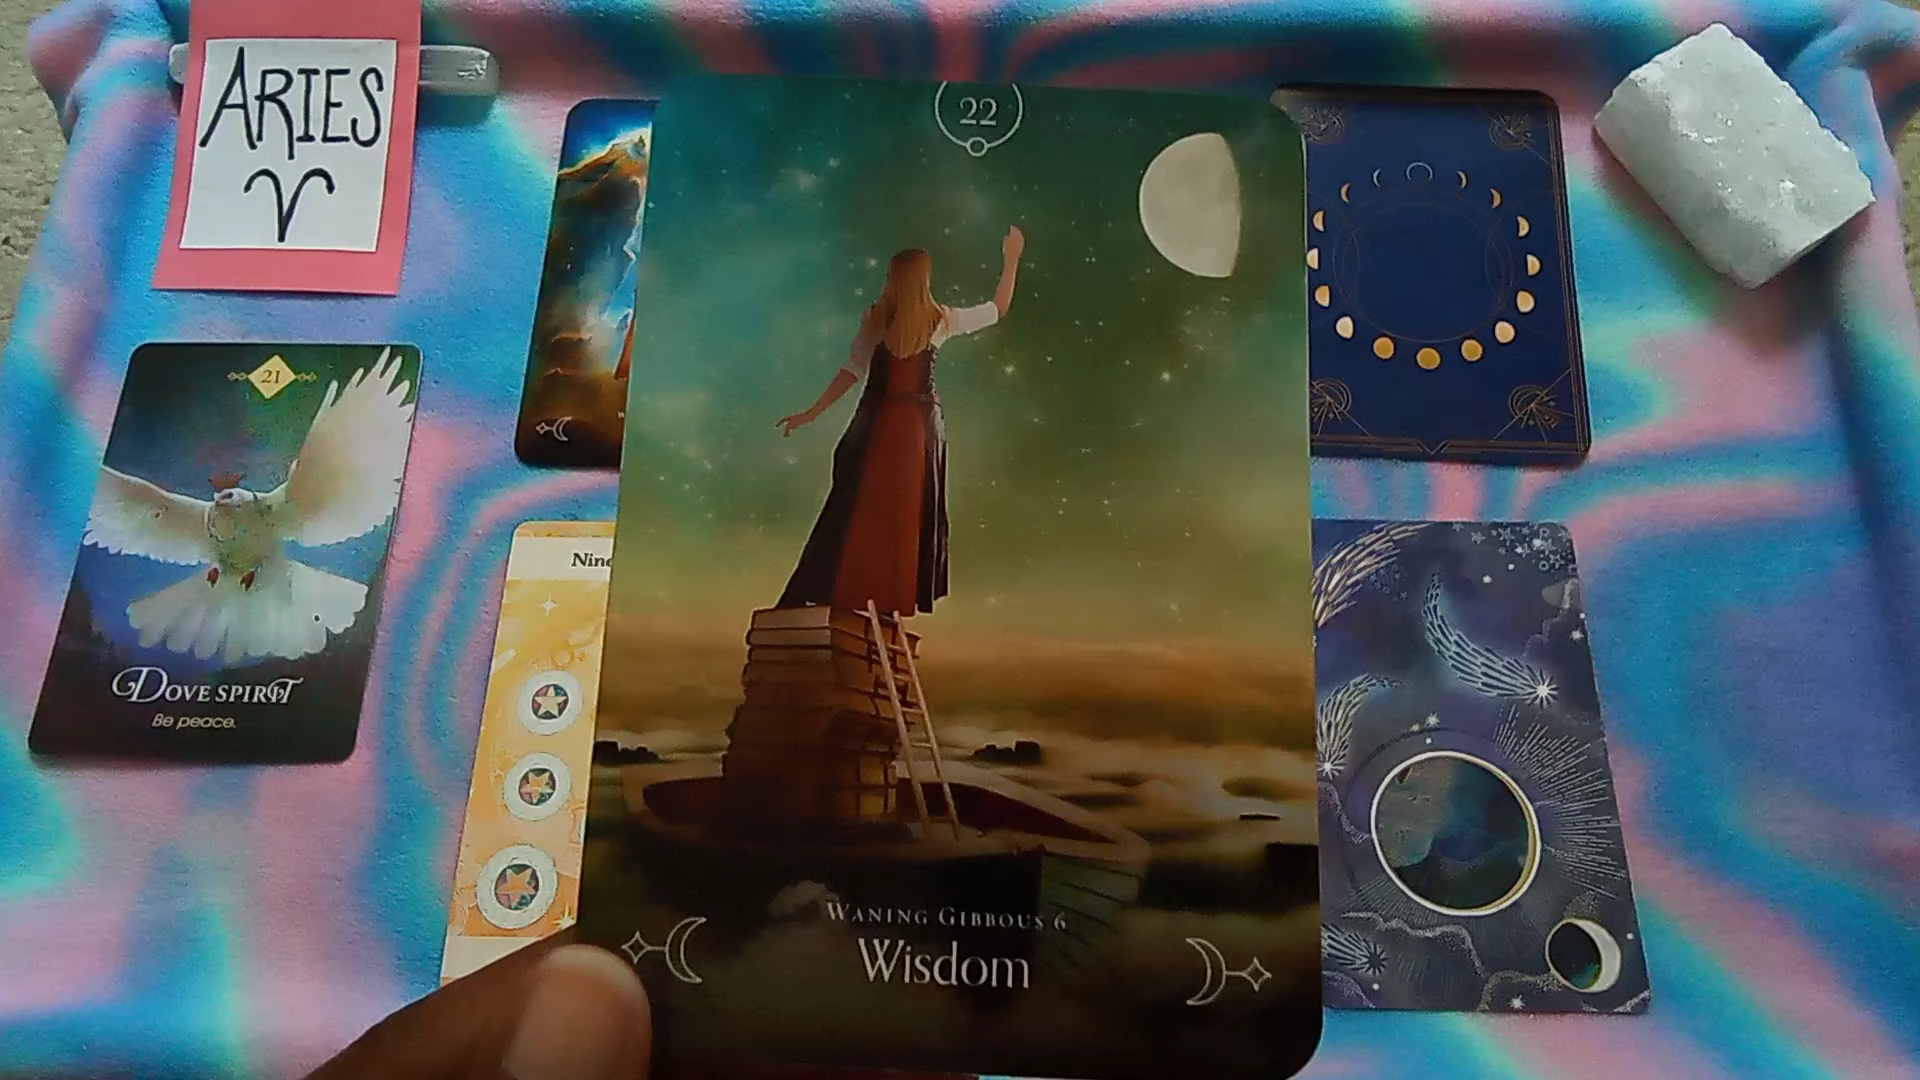 ARIES
22
21
DOVE SPIRIT
Be peace.
WANING GIBBOUS 6
Wisdom